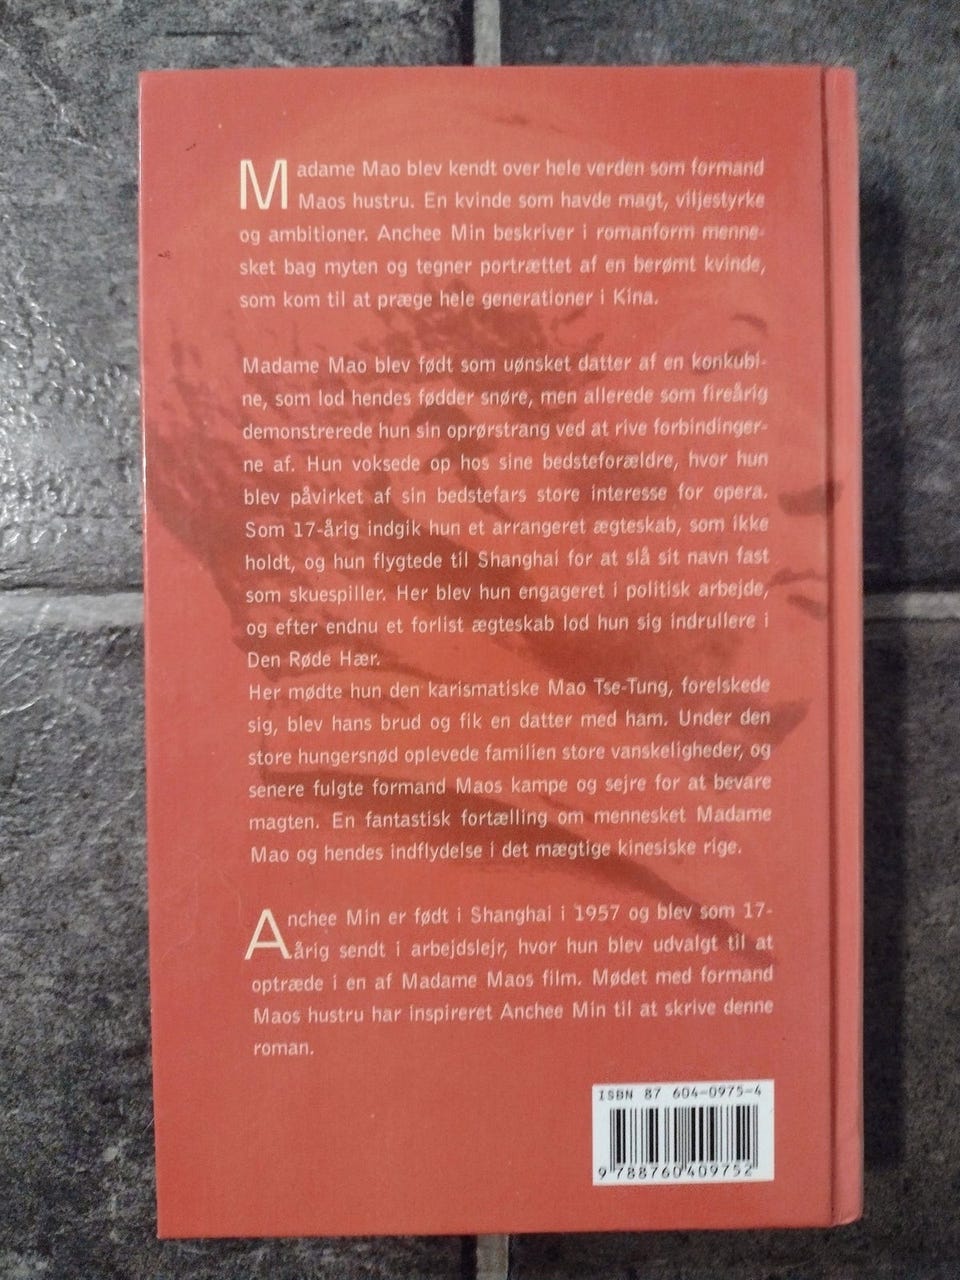 Madame Mao blev kendt over hele verden som formand
Maos hustru. En kvinde som havde magt, viljestyrke
og ambitioner. Anchee Min beskriver i romanform menne-
sket bag myten og tegner portrættet af en berømt kvinde,
som kom til at præge hele generationer i Kina.
Madame Mao blev født som uønsket datter af en konkubi-
ne, som lod hendes fødder snøre, men allerede som fireårig
demonstrerede hun sin oprørstrang ved at rive forbindinger-
ne af. Hun voksede op hos sine bedsteforældre, hvor hun
blev påvirket af sin bedstefars store interesse for opera.
Som 17-årig indgik hun et arrangeret ægteskab, som ikke
holdt, og hun flygtede til Shanghai for at slå sit navn fast
som skuespiller. Her blev hun engageret i politisk arbejde,
og efter endnu et forlist ægteskab lod hun sig indrullere i
Den Røde Hær.
Her mødte hun den karismatiske Mao Tse-Tung, forelskede
sig, blev hans brud og fik en datter med ham. Under den
store hungersnød oplevede familien store vanskeligheder, og
senere fulgte formand Maos kampe og sejre for at bevare
magten. En fantastisk fortælling om mennesket Madame
Mao og hendes indflydelse i det mægtige kinesiske rige.
Anchee Min er født i Shanghai i 1957 og blev som 17-
årig sendt i arbejdslejr, hvor hun blev udvalgt til at
optræde i en af Madame Maos film. Mødet med formand
Maos hustru har inspireret Anchee Min til at skrive denne
roman.
ISBN 87 604-0975-4
9 788760 409752